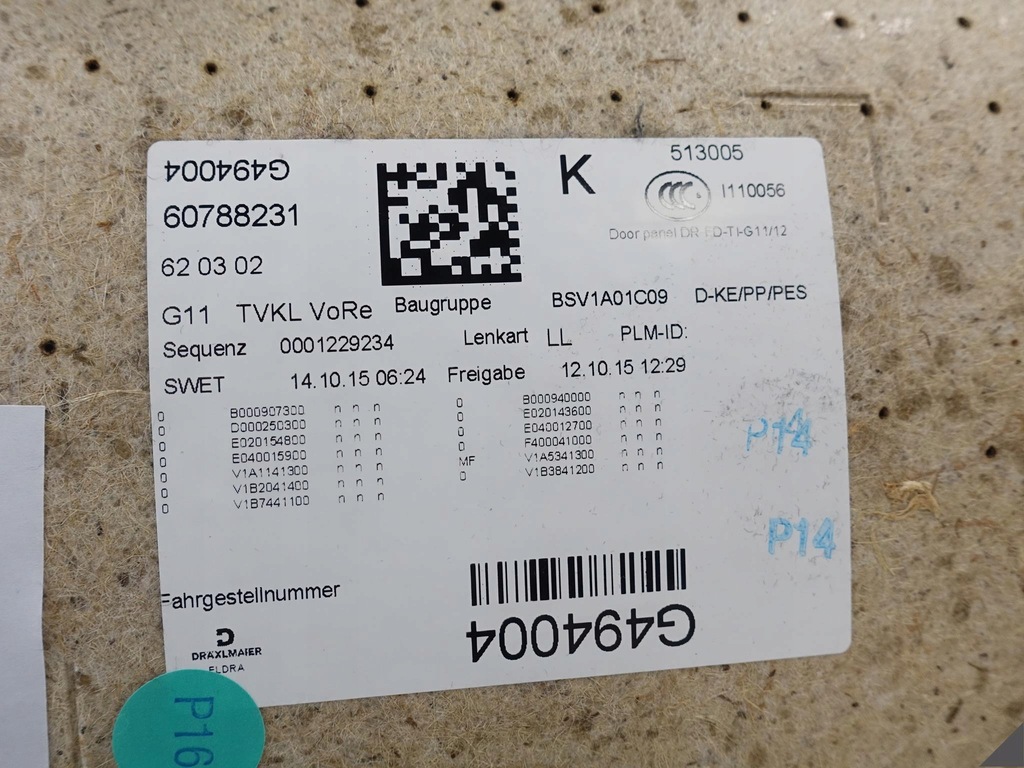 G494004
60788231
620302
K
513005
CCC I110056
Door panel DR-FD-TI-G11/12
G11 TVKL VoRe Baugruppe BSV1A01C09 D-KE/PP/PES
Sequenz 0001229234 Lenkart LL PLM-ID:
SWET 14.10.15 06:24 Freigabe 12.10.15 12:29
0 B000907300 n n n 0 B000940000 n n n
0 D000250300 n n n 0 E020143600 n n n
0 E020154800 n n n 0 E040012700 n n n
0 E040015900 n n n 0 F400041000 n n n
0 V1A1141300 n n n MF V1A5341300 n n n
0 V1B2041400 n n n 0 V1B3841200 n n n
0 V1B7441100 n n n
P14
P14
Fahrgestellnummer
G494004
DRÄXLMAIER
ELDRA
P16